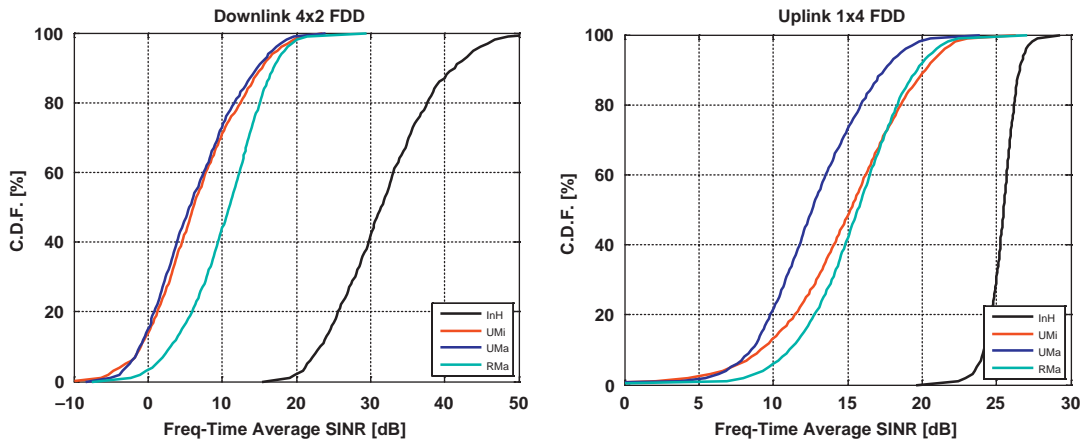 Downlink 4x2 FDD
100
80
60
40
20
0
C.D.F. [%]
–10
0
10
20
30
40
50
Freq-Time Average SINR [dB]
InH
UMi
UMa
RMa
Uplink 1x4 FDD
100
80
60
40
20
0
C.D.F. [%]
0
5
10
15
20
25
30
Freq-Time Average SINR [dB]
InH
UMi
UMa
RMa